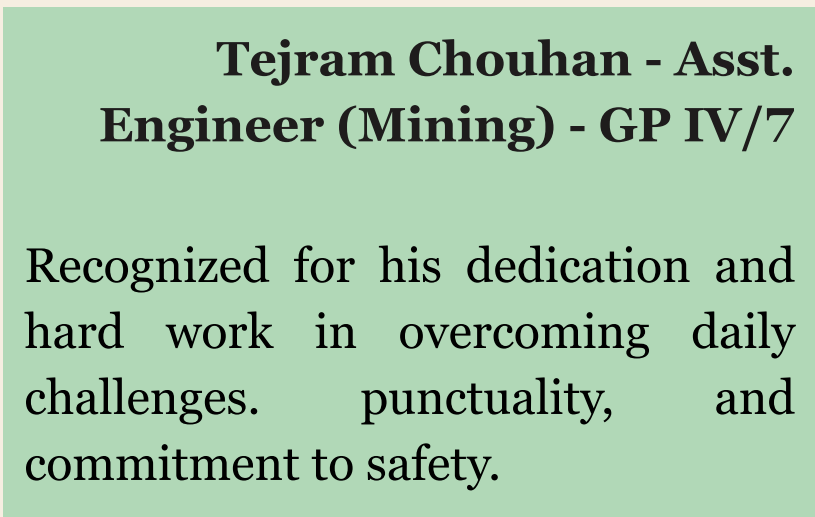 Tejram Chouhan - Asst.
Engineer (Mining) - GP IV/7
Recognized for his dedication and
hard work in overcoming daily
challenges. punctuality, and
commitment to safety.